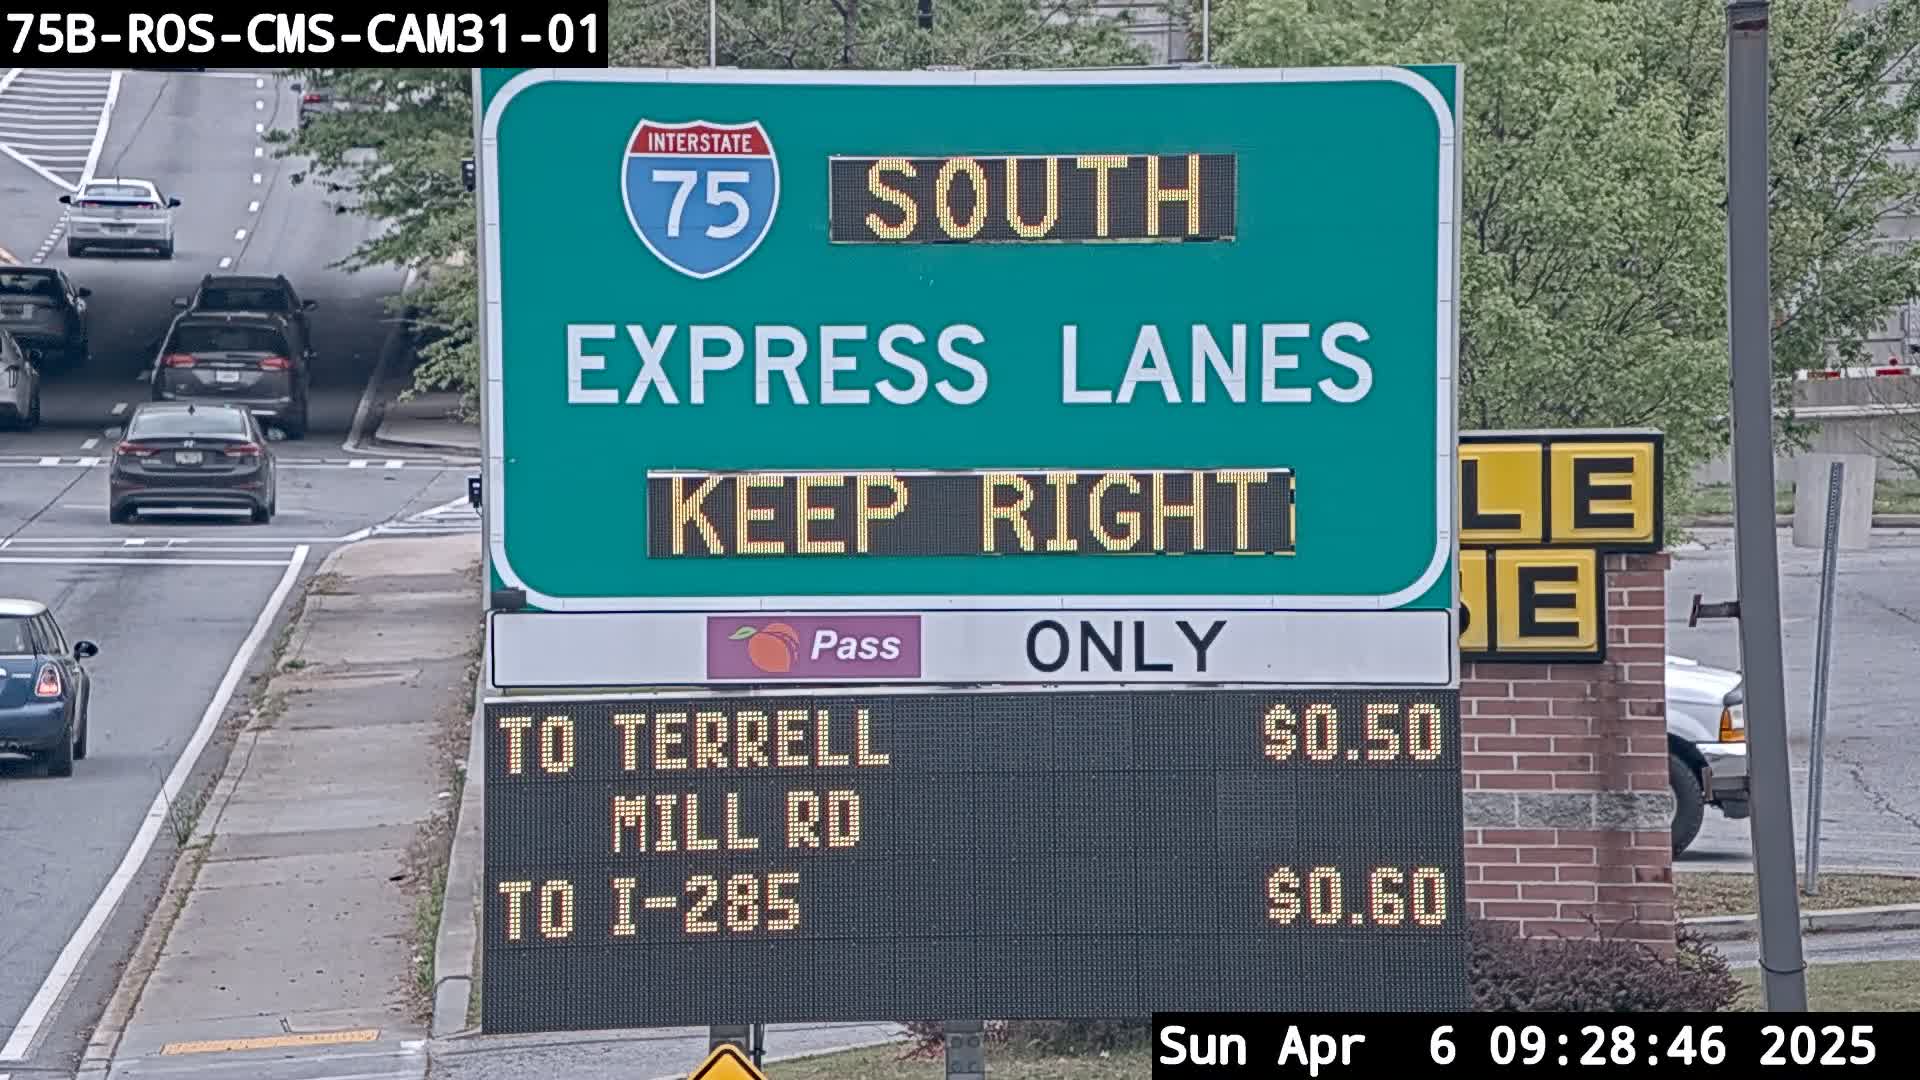 75B-ROS-CMS-CAM31-01
INTERSTATE
75
SOUTH
EXPRESS LANES
KEEP RIGHT
Pass ONLY
LE
E
TO TERRELL $0.50
MILL RD
TO I-285 $0.60
Sun Apr 6 09:28:46 2025